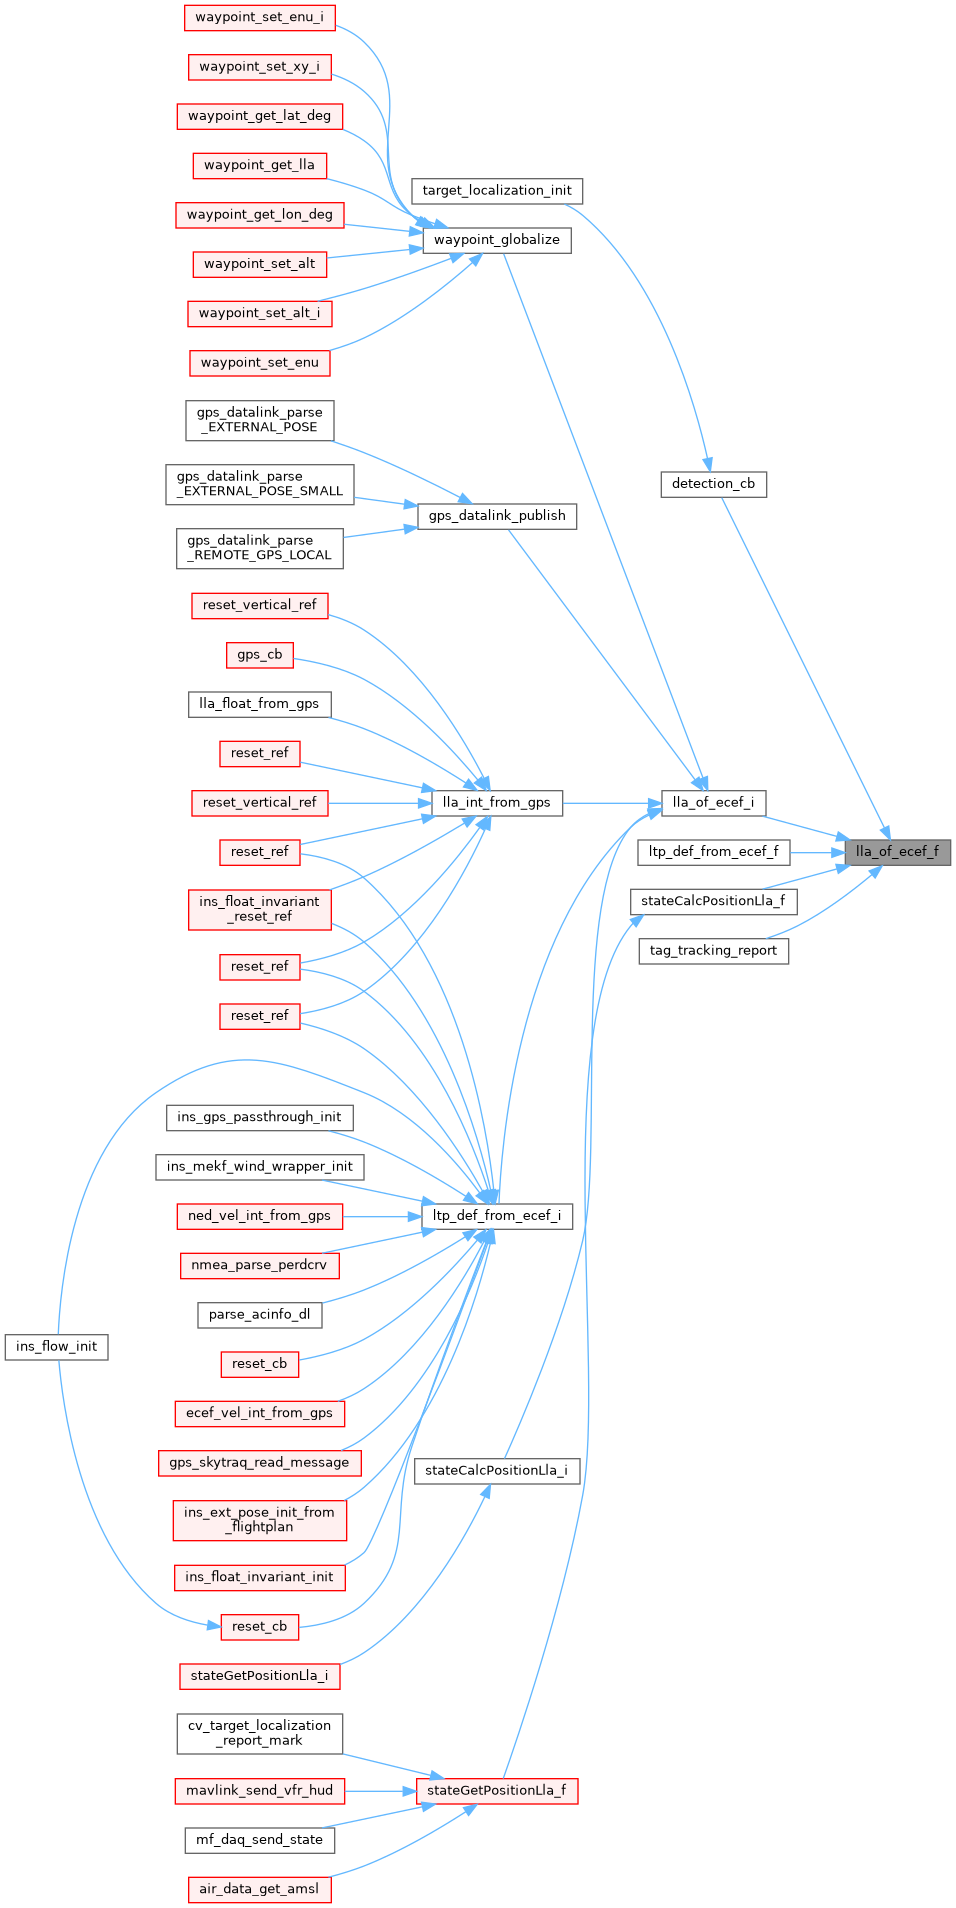 waypoint_set_enu_i
waypoint_set_xy_i
waypoint_get_lat_deg
waypoint_get_lla
target_localization_init
waypoint_get_lon_deg
waypoint_globalize
waypoint_set_alt
waypoint_set_alt_i
waypoint_set_enu
gps_datalink_parse
_EXTERNAL_POSE
gps_datalink_parse
_EXTERNAL_POSE_SMALL
detection_cb
gps_datalink_publish
gps_datalink_parse
_REMOTE_GPS_LOCAL
reset_vertical_ref
gps_cb
lla_float_from_gps
reset_ref
reset_vertical_ref
lla_int_from_gps
lla_of_ecef_i
reset_ref
ltp_def_from_ecef_f
lla_of_ecef_f
ins_float_invariant
_reset_ref
stateCalcPositionLla_f
tag_tracking_report
reset_ref
reset_ref
ins_gps_passthrough_init
ins_mekf_wind_wrapper_init
ned_vel_int_from_gps
ltp_def_from_ecef_i
nmea_parse_perdcrv
parse_acinfo_dl
ins_flow_init
reset_cb
ecef_vel_int_from_gps
gps_skytraq_read_message
stateCalcPositionLla_i
ins_ext_pose_init_from
_flightplan
ins_float_invariant_init
reset_cb
stateGetPositionLla_i
cv_target_localization
_report_mark
mavlink_send_vfr_hud
stateGetPositionLla_f
mf_daq_send_state
air_data_get_amsl